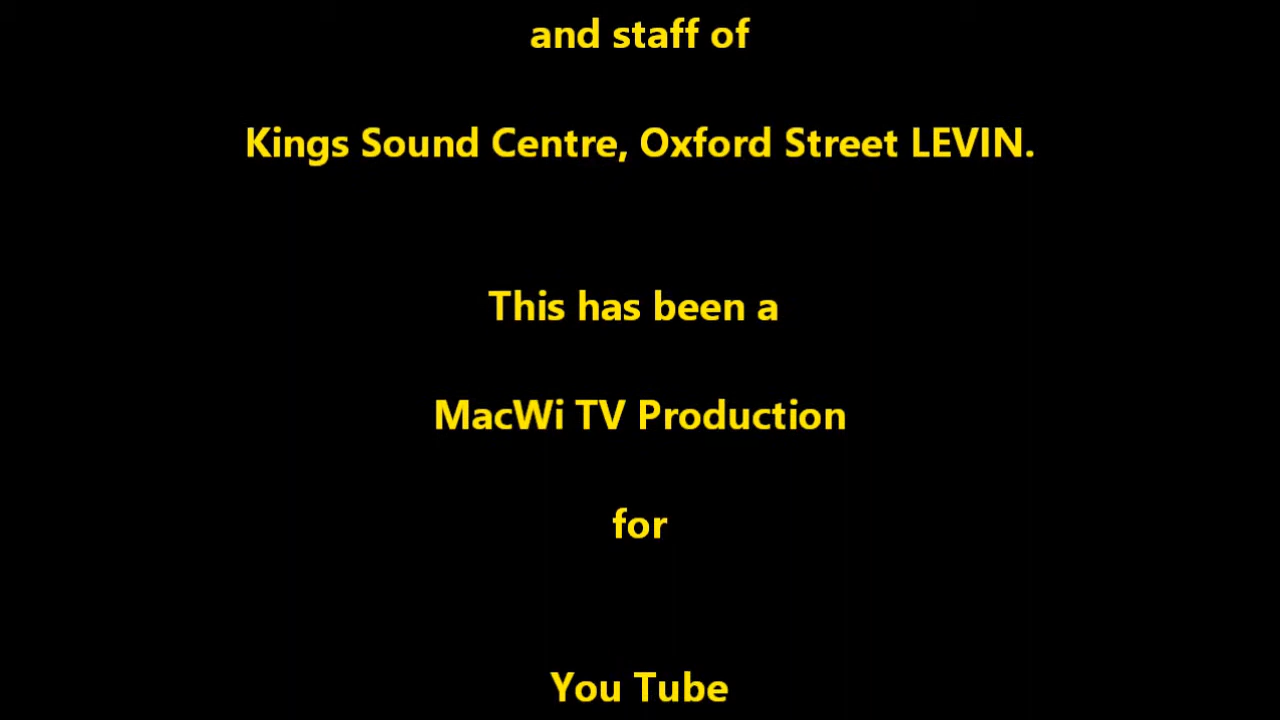 and staff of
Kings Sound Centre, Oxford Street LEVIN.
This has been a
MacWi TV Production
for
You Tube